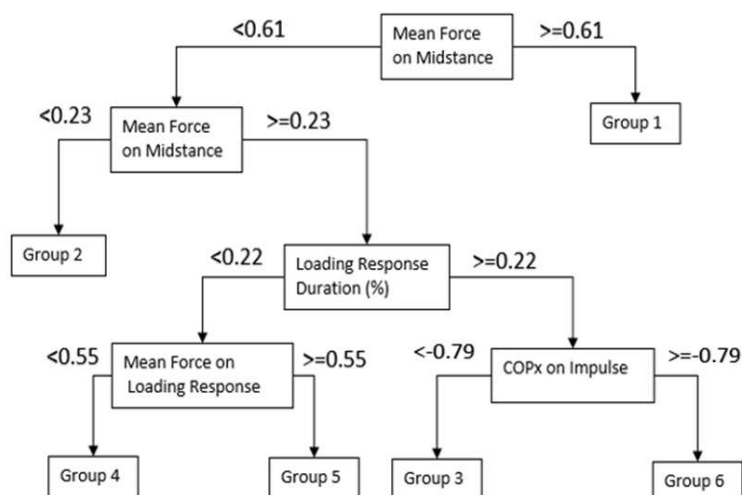 <0.61
Mean Force
on Midstance
>=0.61
<0.23
Mean Force
on Midstance
>=0.23
Group 1
Group 2
<0.22
Loading Response
Duration (%)
>=0.22
<0.55
Mean Force on
Loading Response
>=0.55
<-0.79
COPx on Impulse
>=-0.79
Group 4
Group 5
Group 3
Group 6